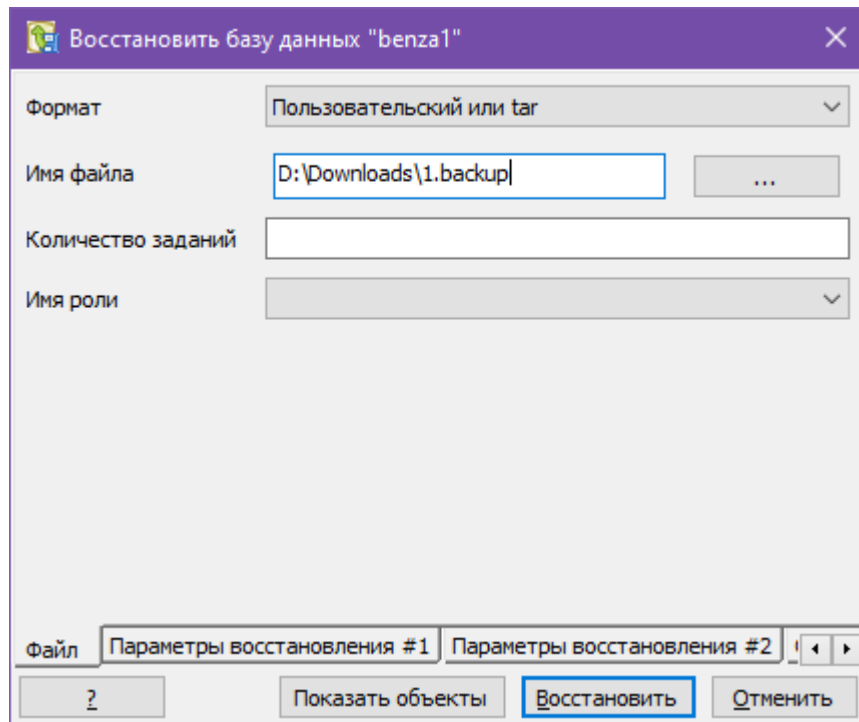 Восстановить базу данных "benza1"
Формат Пользовательский или tar
Имя файла D:\Downloads\1.backup ...
Количество заданий
Имя роли
Файл Параметры восстановления #1 Параметры восстановления #2
? Показать объекты Восстановить Отменить